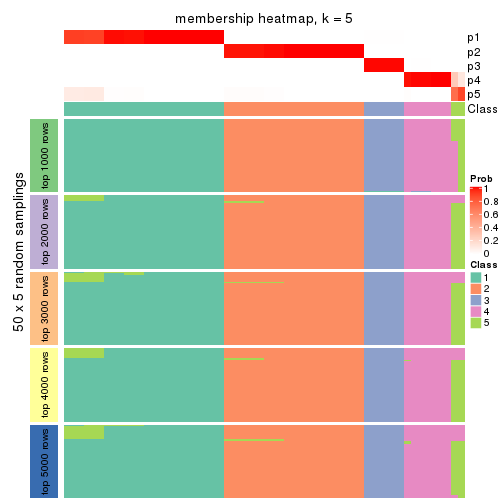 membership heatmap, k = 5
p1
p2
p3
p4
p5
Class
50 x 5 random samplings
top 1000 rows
top 2000 rows
top 3000 rows
top 4000 rows
top 5000 rows
Prob
1
0.8
0.6
0.4
0.2
0
Class
1
2
3
4
5